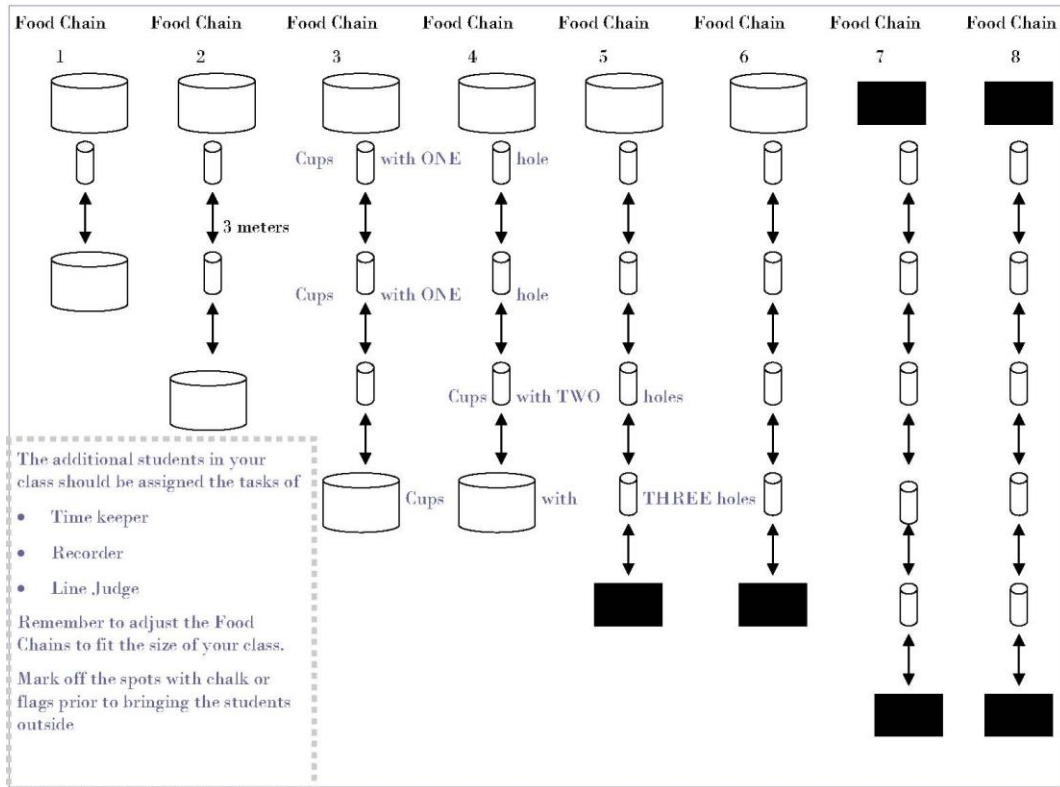 Food Chain Food Chain Food Chain Food Chain Food Chain Food Chain Food Chain Food Chain
1 2 3 4 5 6 7 8
Cups with ONE hole
3 meters
Cups with ONE hole
Cups with TWO holes
Cups with THREE holes
The additional students in your
class should be assigned the tasks of
• Time keeper
• Recorder
• Line Judge
Remember to adjust the Food
Chains to fit the size of your class.
Mark off the spots with chalk or
flags prior to bringing the students
outside